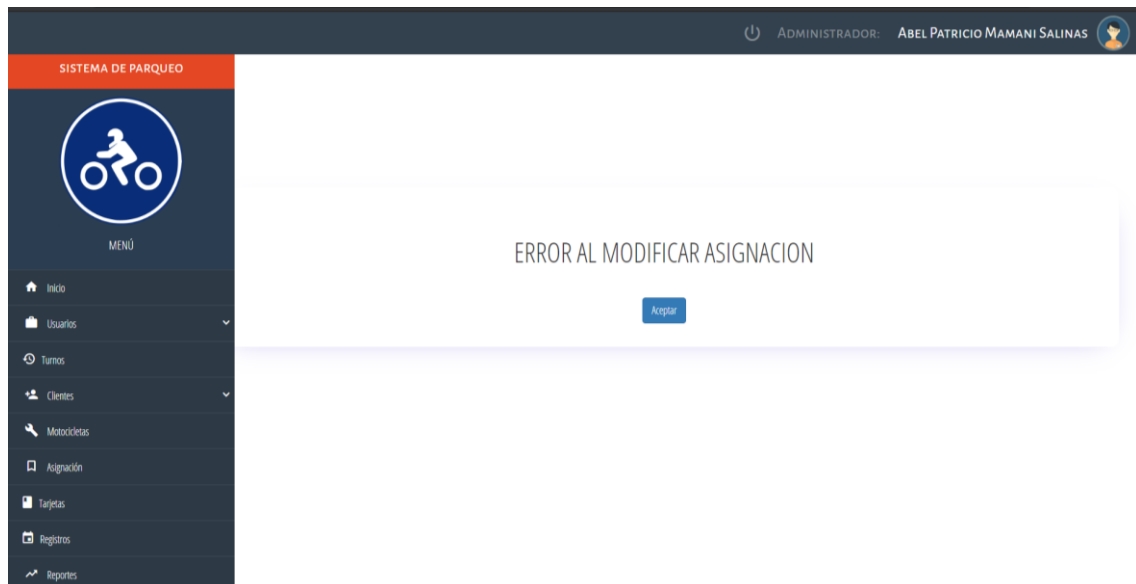 ADMINISTRADOR: ABEL PATRICIO MAMANI SALINAS
SISTEMA DE PARQUEO
MENÚ
Inicio
Usuarios
Turnos
Clientes
Motocicletas
Asignación
Tarjetas
Registros
Reportes
ERROR AL MODIFICAR ASIGNACION
Aceptar